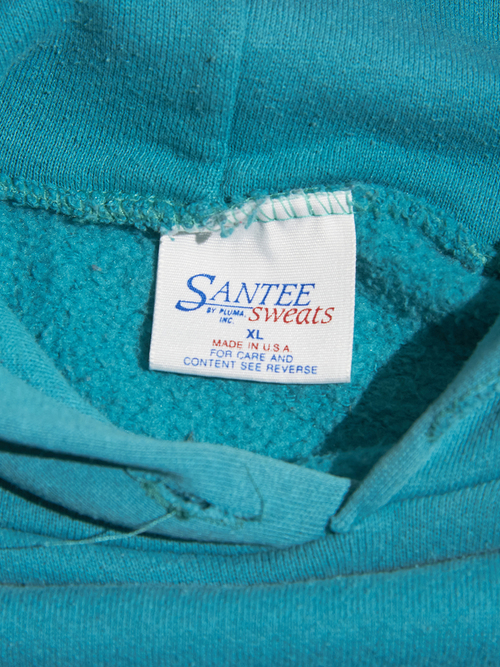 SANTEE
BY PLUMA, INC. sweats
XL
MADE IN U.S.A.
FOR CARE AND
CONTENT SEE REVERSE